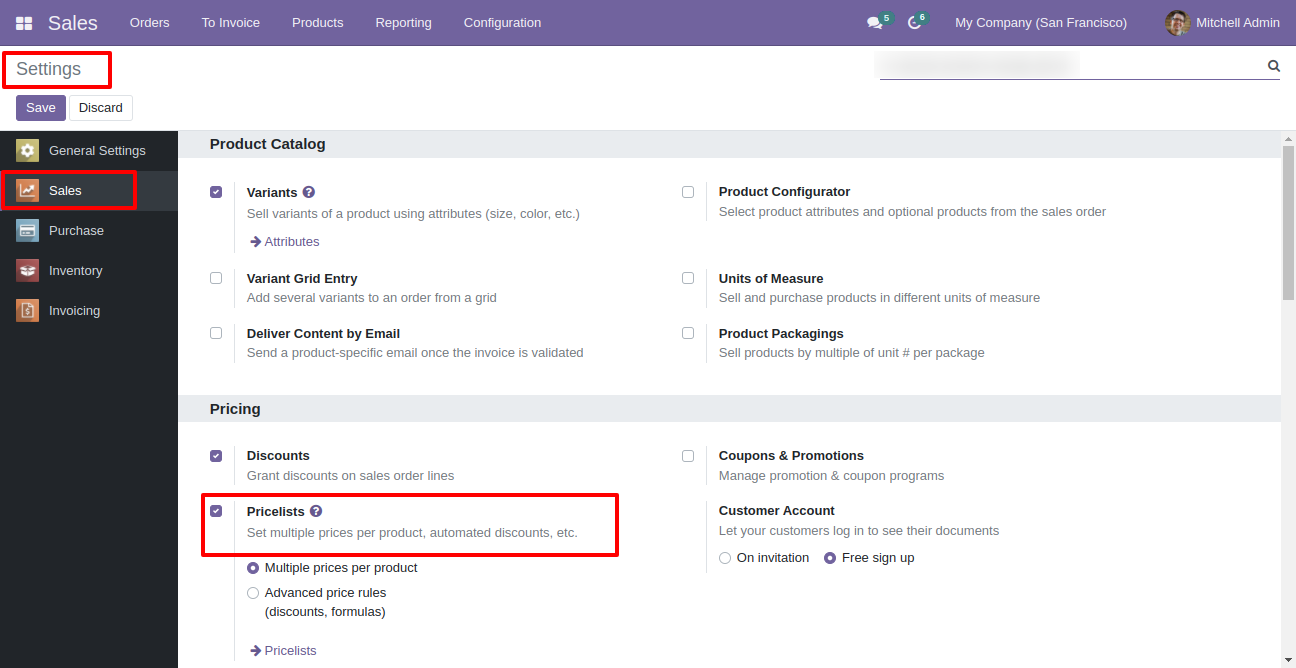 Sales Orders To Invoice Products Reporting Configuration 5 6 My Company (San Francisco) Mitchell Admin
Settings
Save Discard
General Settings
Sales
Purchase
Inventory
Invoicing
Product Catalog
Variants ?
Sell variants of a product using attributes (size, color, etc.)
Attributes
Product Configurator
Select product attributes and optional products from the sales order
Variant Grid Entry
Add several variants to an order from a grid
Units of Measure
Sell and purchase products in different units of measure
Deliver Content by Email
Send a product-specific email once the invoice is validated
Product Packagings
Sell products by multiple of unit # per package
Pricing
Discounts
Grant discounts on sales order lines
Coupons & Promotions
Manage promotion & coupon programs
Pricelists ?
Set multiple prices per product, automated discounts, etc.
Multiple prices per product
Advanced price rules
(discounts, formulas)
Pricelists
Customer Account
Let your customers log in to see their documents
On invitation Free sign up